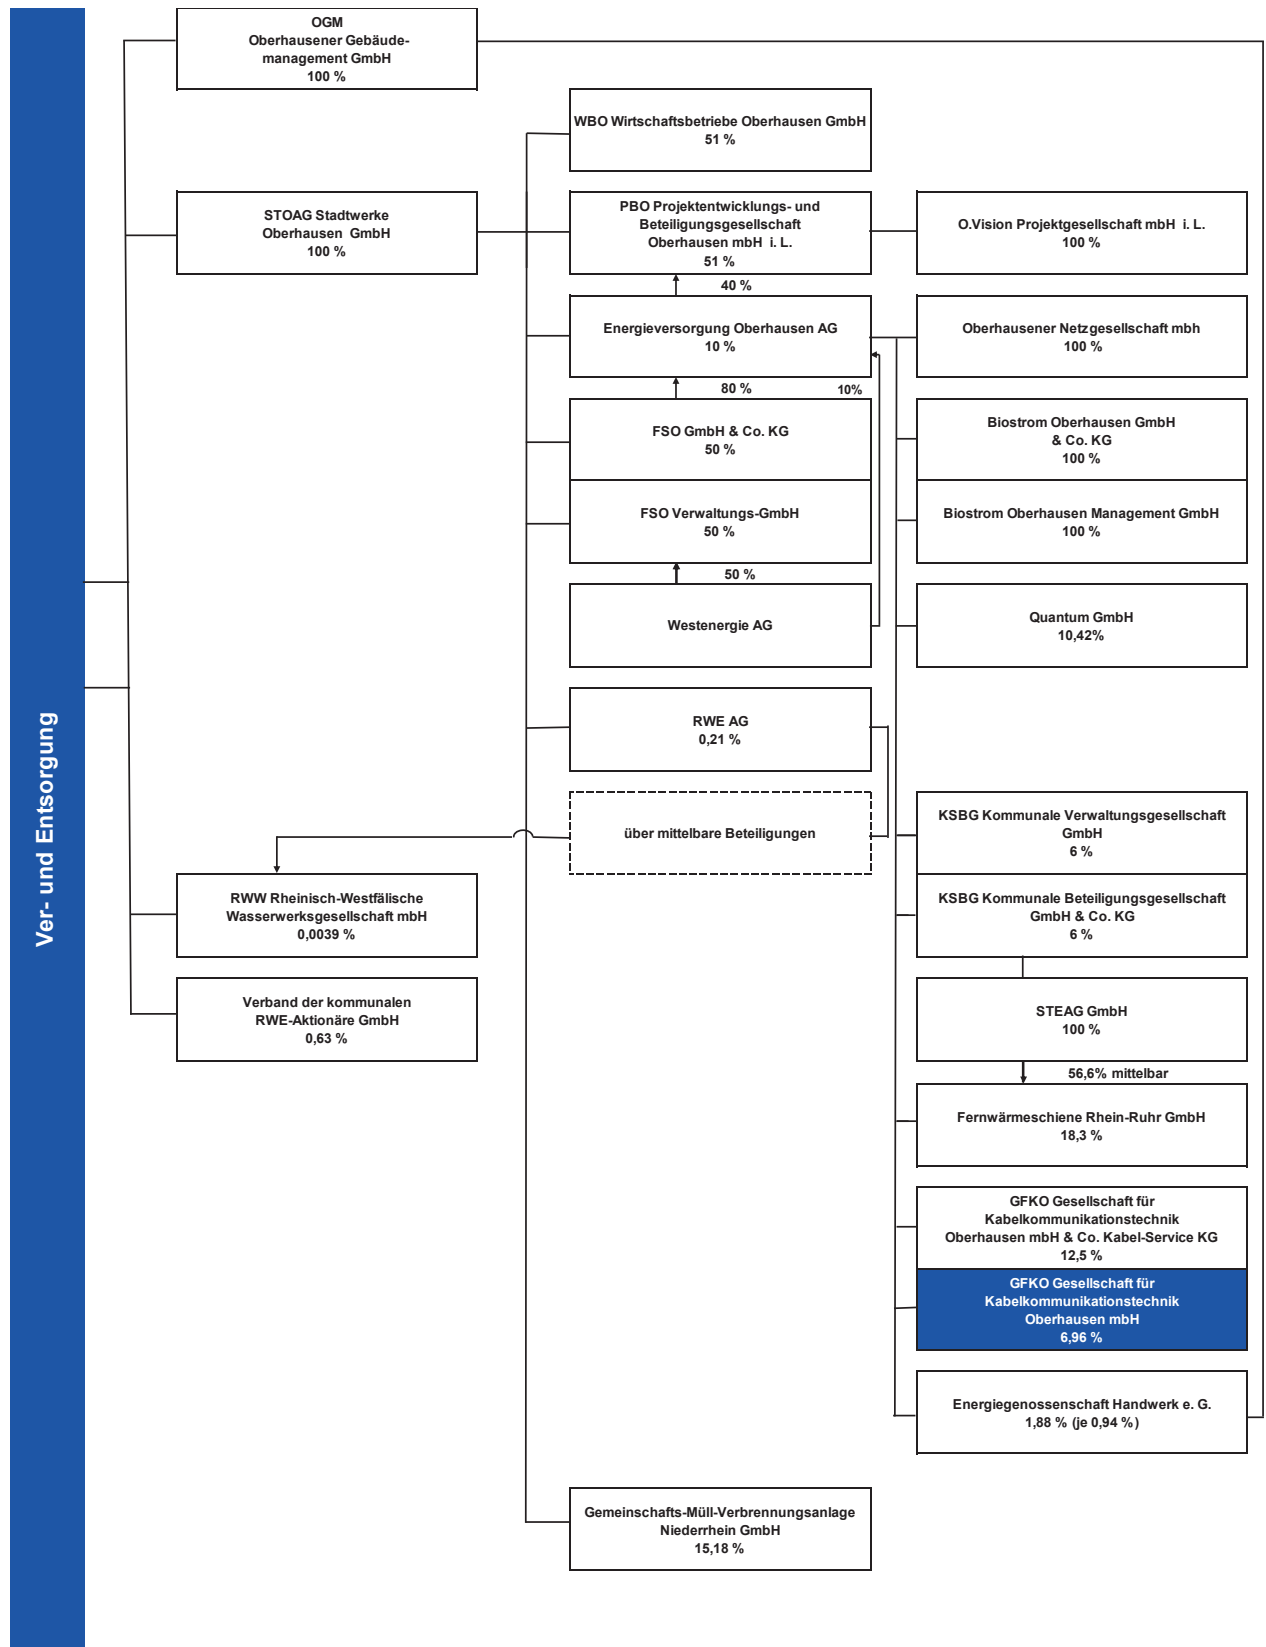 Ver- und Entsorgung
OGM
Oberhausener Gebäude-
management GmbH
100 %
STOAG Stadtwerke
Oberhausen GmbH
100 %
RWW Rheinisch-Westfälische
Wasserwerksgesellschaft mbH
0,0039 %
Verband der kommunalen
RWE-Aktionäre GmbH
0,63 %
WBO Wirtschaftsbetriebe Oberhausen GmbH
51 %
PBO Projektentwicklungs- und
Beteiligungsgesellschaft
Oberhausen mbH i. L.
51 %
40 %
Energieversorgung Oberhausen AG
10 %
80 %
10%
FSO GmbH & Co. KG
50 %
FSO Verwaltungs-GmbH
50 %
50 %
Westenergie AG
RWE AG
0,21 %
über mittelbare Beteiligungen
Gemeinschafts-Müll-Verbrennungsanlage
Niederrhein GmbH
15,18 %
O.Vision Projektgesellschaft mbH i. L.
100 %
Oberhausener Netzgesellschaft mbh
100 %
Biostrom Oberhausen GmbH
& Co. KG
100 %
Biostrom Oberhausen Management GmbH
100 %
Quantum GmbH
10,42%
KSBG Kommunale Verwaltungsgesellschaft
GmbH
6 %
KSBG Kommunale Beteiligungsgesellschaft
GmbH & Co. KG
6 %
STEAG GmbH
100 %
56,6% mittelbar
Fernwärmeschiene Rhein-Ruhr GmbH
18,3 %
GFKO Gesellschaft für
Kabelkommunikationstechnik
Oberhausen mbH & Co. Kabel-Service KG
12,5 %
GFKO Gesellschaft für
Kabelkommunikationstechnik
Oberhausen mbH
6,96 %
Energiegenossenschaft Handwerk e. G.
1,88 % (je 0,94 %)